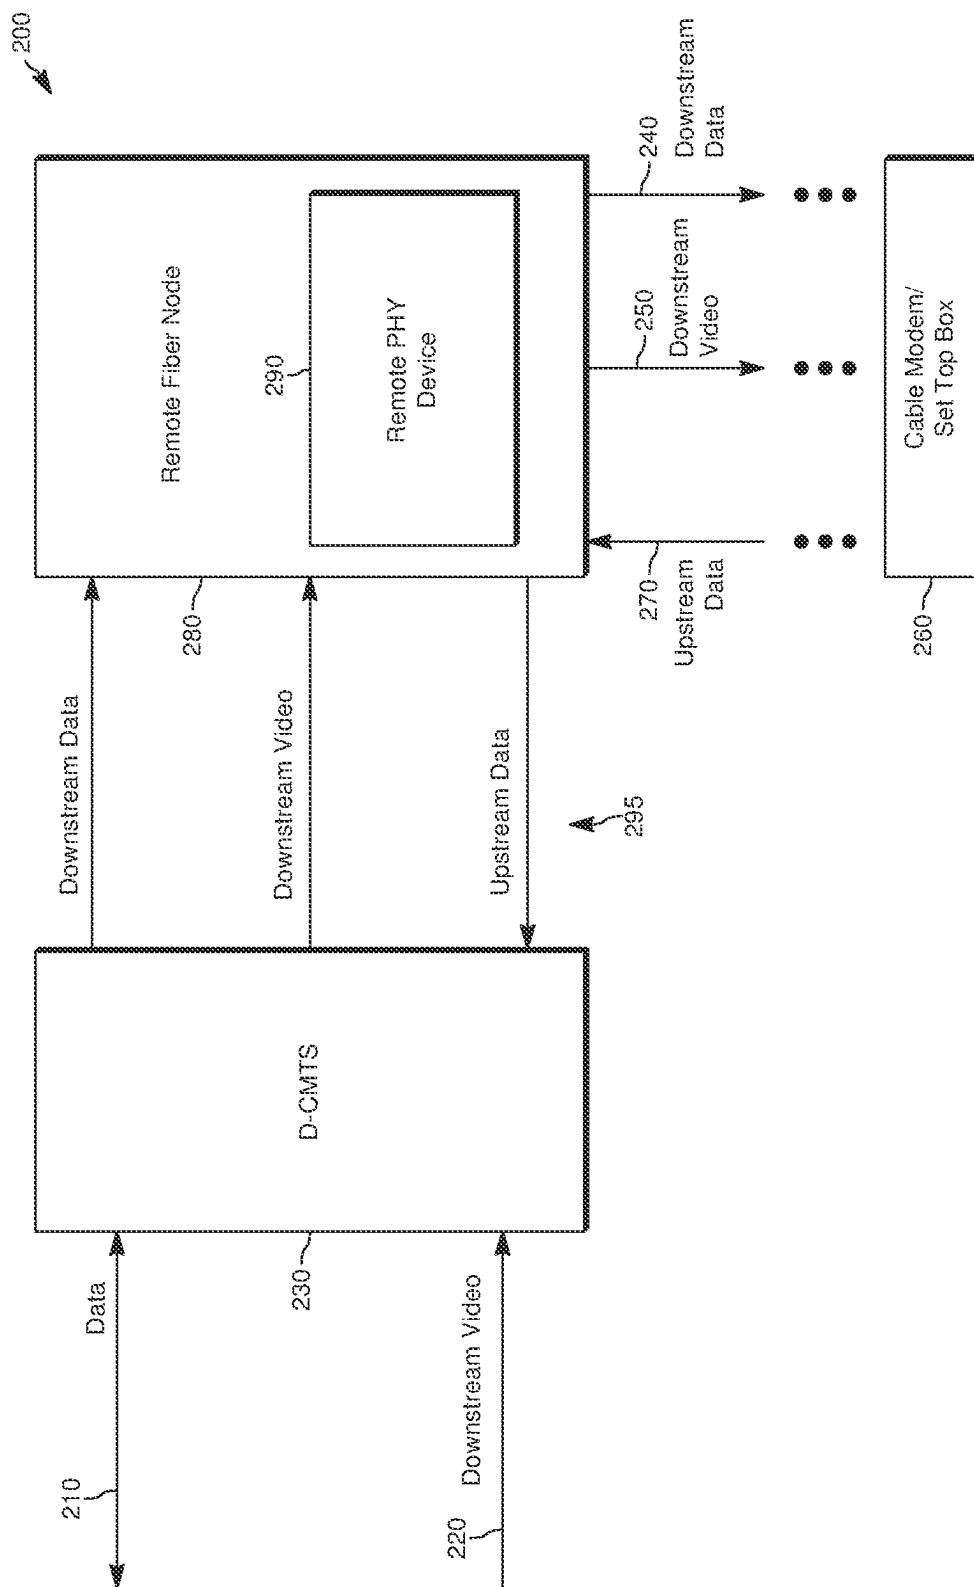 200
Data
210
Downstream Video
220
D-CMTS
230
Downstream Data
Downstream Video
Upstream Data
295
Remote Fiber Node
280
290
Remote PHY
Device
240
Downstream
Data
250
Downstream
Video
270
Upstream
Data
Cable Modem/
Set Top Box
260